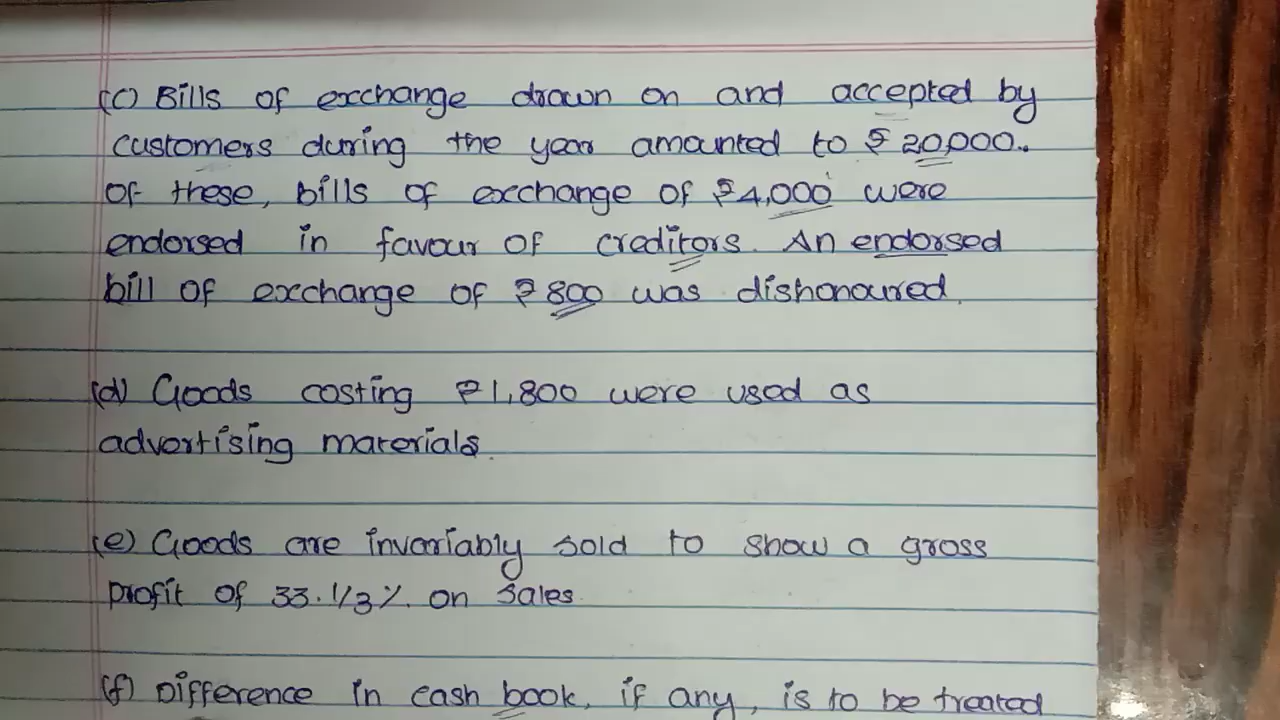 (c) Bills of exchange drawn on and accepted by
customers during the year amounted to ₹ 20,000.
Of these, bills of exchange of ₹4,000 were
endorsed in favour of creditors. An endorsed
bill of exchange of ₹800 was dishonoured.
(d) Goods costing ₹1,800 were used as
advertising materials.
(e) Goods are invariably sold to show a gross
profit of 33.1/3%. on sales
(f) Difference in cash book, if any, is to be treated